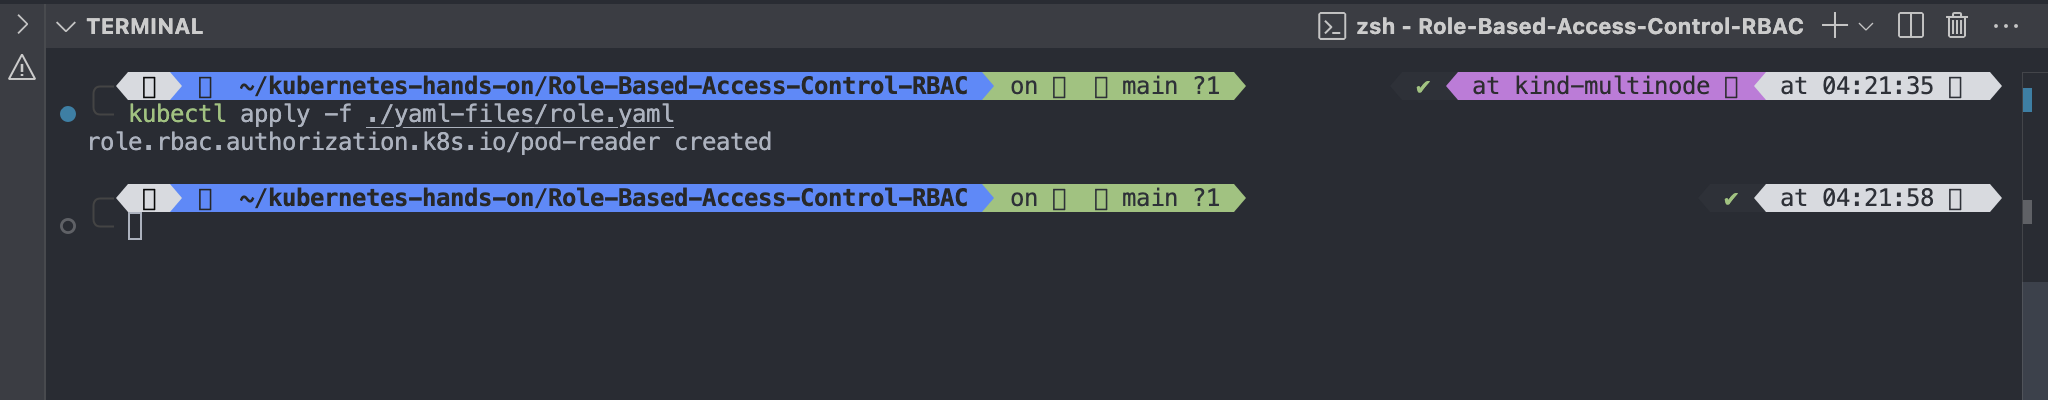 TERMINAL
zsh - Role-Based-Access-Control-RBAC
~/kubernetes-hands-on/Role-Based-Access-Control-RBAC on main ?1 ✔ at kind-multinode at 04:21:35
kubectl apply -f ./yaml-files/role.yaml
role.rbac.authorization.k8s.io/pod-reader created
~/kubernetes-hands-on/Role-Based-Access-Control-RBAC on main ?1 ✔ at 04:21:58